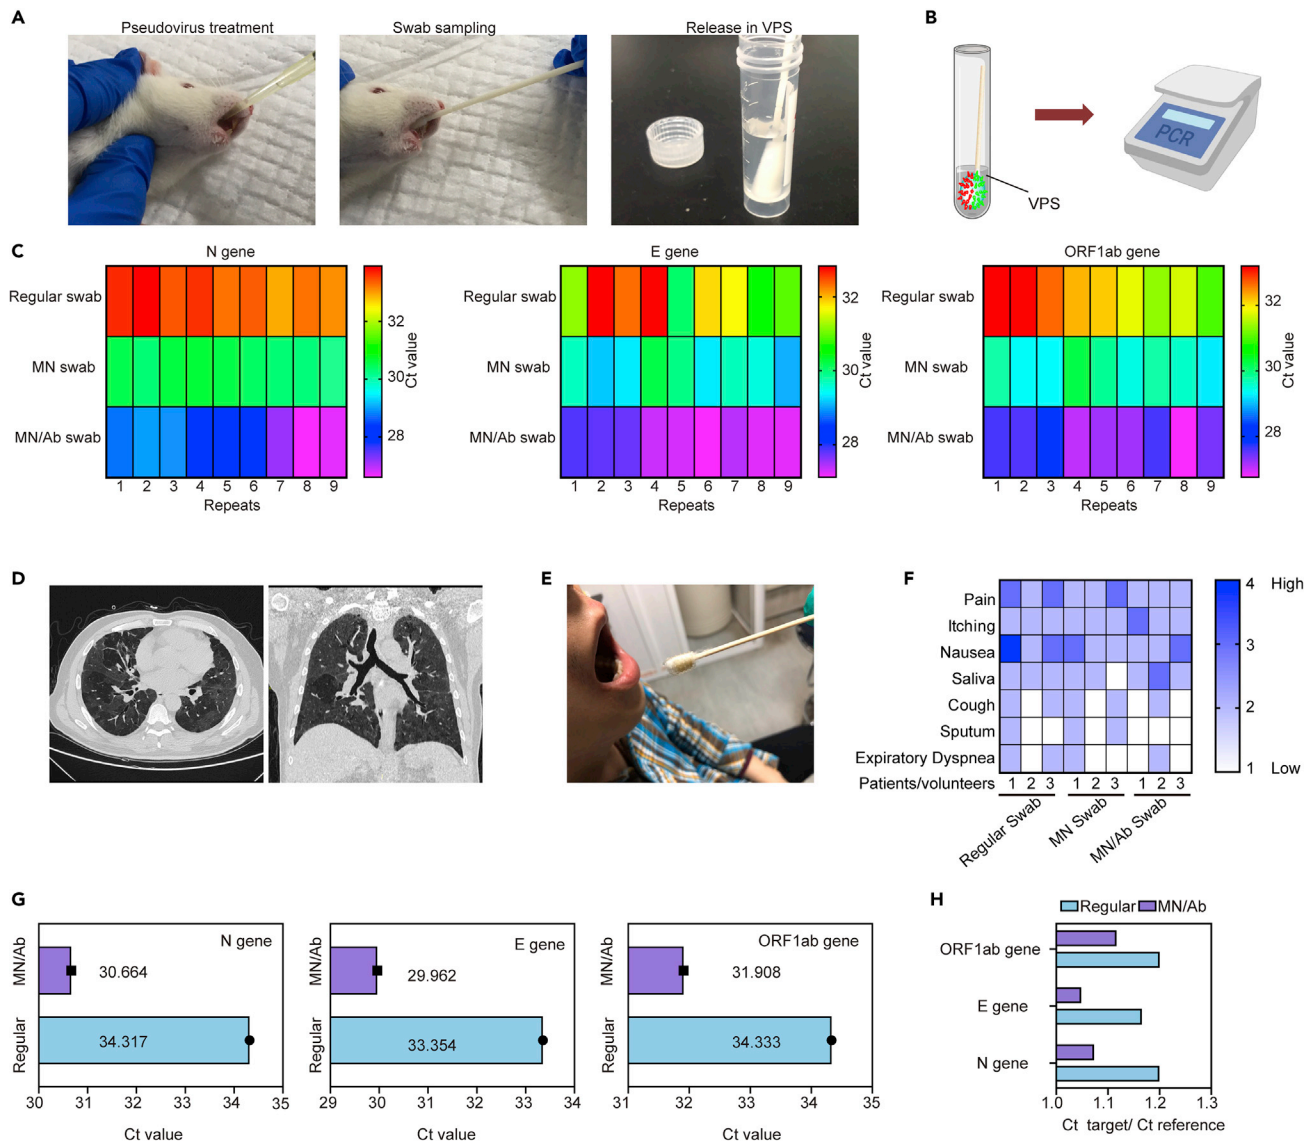 A
Pseudovirus treatment
Swab sampling
Release in VPS
B
PCR
VPS
C
N gene
Regular swab
MN swab
MN/Ab swab
1 2 3 4 5 6 7 8 9
Repeats
32
30
28
Ct value
E gene
Regular swab
MN swab
MN/Ab swab
1 2 3 4 5 6 7 8 9
Repeats
32
30
28
Ct value
ORF1ab gene
Regular swab
MN swab
MN/Ab swab
1 2 3 4 5 6 7 8 9
Repeats
32
30
28
Ct value
D
E
F
Pain
Itching
Nausea
Saliva
Cough
Sputum
Expiratory Dyspnea
Patients/volunteers
1 2 3 1 2 3 1 2 3
Regular Swab
MN Swab
MN/Ab Swab
4 High
3
2
1 Low
G
N gene
MN/Ab
30.664
Regular
34.317
30 31 32 33 34 35
Ct value
E gene
MN/Ab
29.962
Regular
33.354
29 30 31 32 33 34
Ct value
ORF1ab gene
MN/Ab
31.908
Regular
34.333
31 32 33 34 35
Ct value
H
Regular MN/Ab
ORF1ab gene
E gene
N gene
1.0 1.1 1.2 1.3
Ct target/ Ct reference